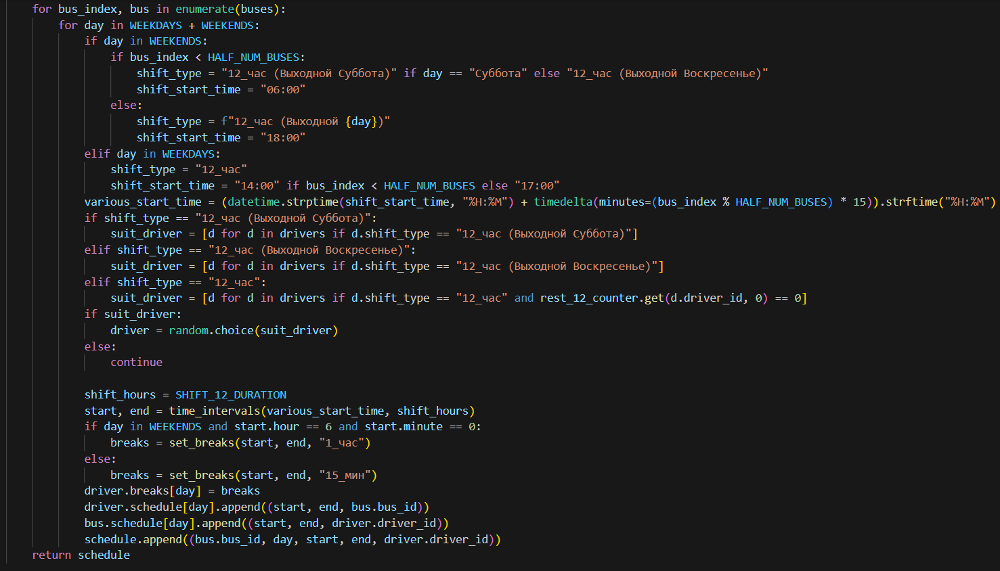 for bus_index, bus in enumerate(buses):
    for day in WEEKDAYS + WEEKENDS:
        if day in WEEKENDS:
            if bus_index < HALF_NUM_BUSES:
                shift_type = "12_час (Выходной Суббота)" if day == "Суббота" else "12_час (Выходной Воскресенье)"
                shift_start_time = "06:00"
            else:
                shift_type = f"12_час (Выходной {day})"
                shift_start_time = "18:00"
        elif day in WEEKDAYS:
            shift_type = "12_час"
            shift_start_time = "14:00" if bus_index < HALF_NUM_BUSES else "17:00"
        various_start_time = (datetime.strptime(shift_start_time, "%H:%M") + timedelta(minutes=(bus_index % HALF_NUM_BUSES) * 15)).strftime("%H:%M")
        if shift_type == "12_час (Выходной Суббота)":
            suit_driver = [d for d in drivers if d.shift_type == "12_час (Выходной Суббота)"]
        elif shift_type == "12_час (Выходной Воскресенье)":
            suit_driver = [d for d in drivers if d.shift_type == "12_час (Выходной Воскресенье)"]
        elif shift_type == "12_час":
            suit_driver = [d for d in drivers if d.shift_type == "12_час" and rest_12_counter.get(d.driver_id, 0) == 0]
        if suit_driver:
            driver = random.choice(suit_driver)
        else:
            continue

        shift_hours = SHIFT_12_DURATION
        start, end = time_intervals(various_start_time, shift_hours)
        if day in WEEKENDS and start.hour == 6 and start.minute == 0:
            breaks = set_breaks(start, end, "1_час")
        else:
            breaks = set_breaks(start, end, "15_мин")
        driver.breaks[day] = breaks
        driver.schedule[day].append((start, end, bus.bus_id))
        bus.schedule[day].append((start, end, driver.driver_id))
        schedule.append((bus.bus_id, day, start, end, driver.driver_id))
return schedule